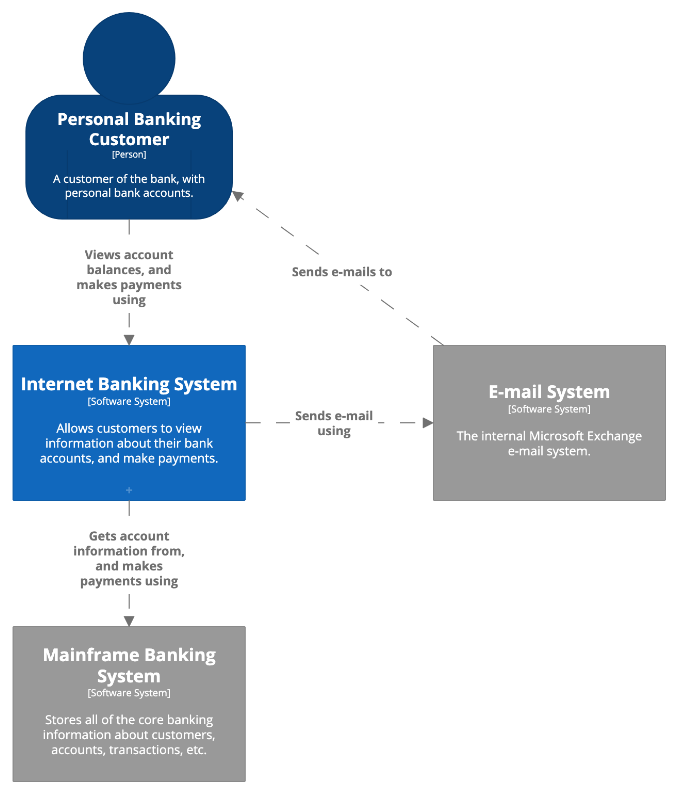 Personal Banking
Customer
[Person]
A customer of the bank, with
personal bank accounts.
Views account
balances, and
makes payments
using
Sends e-mails to
Internet Banking System
[Software System]
Allows customers to view
information about their bank
accounts, and make payments.
+
Sends e-mail
using
E-mail System
[Software System]
The internal Microsoft Exchange
e-mail system.
Gets account
information from,
and makes
payments using
Mainframe Banking
System
[Software System]
Stores all of the core banking
information about customers,
accounts, transactions, etc.